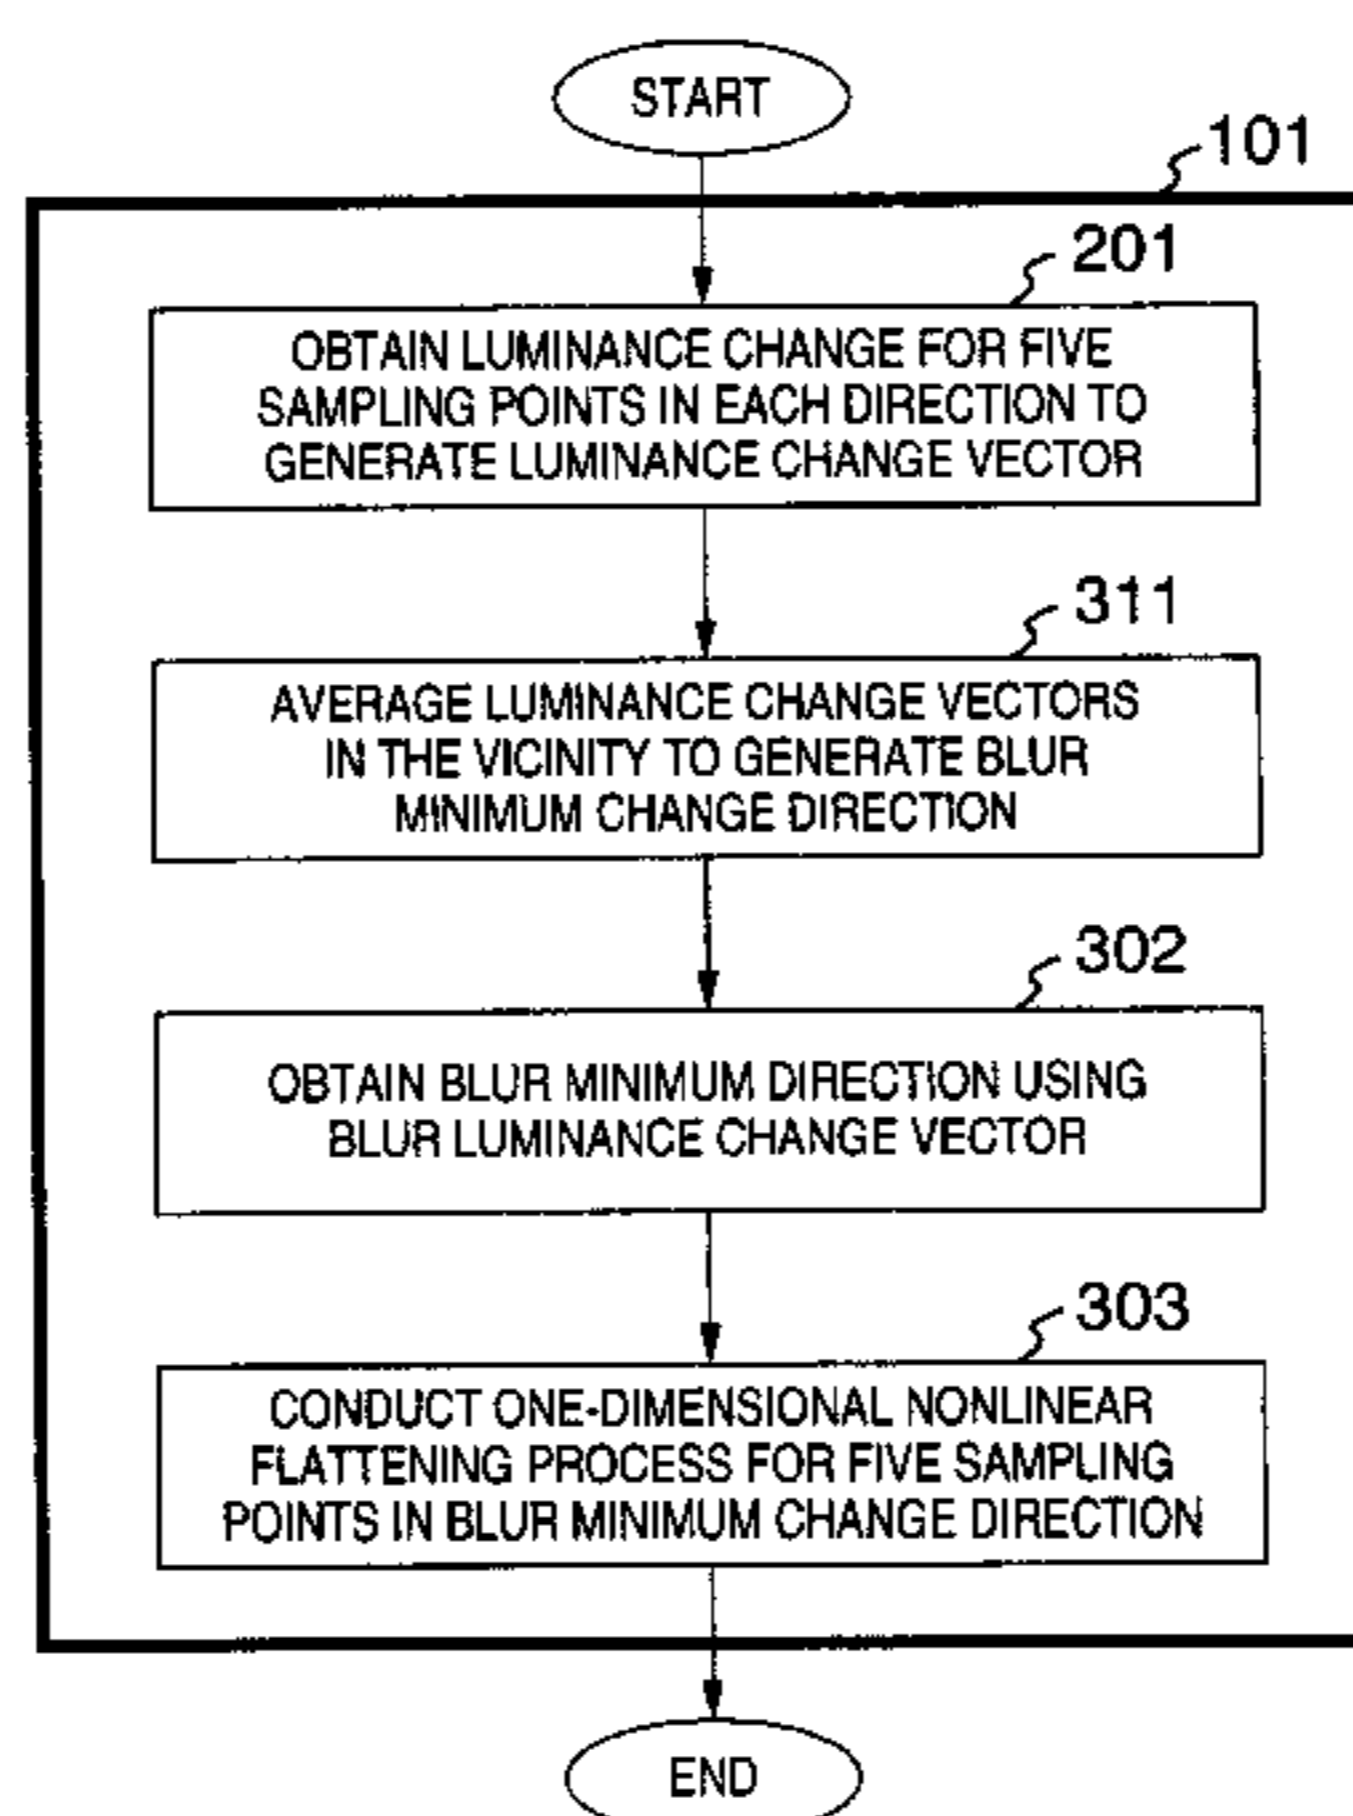 START
101
201
OBTAIN LUMINANCE CHANGE FOR FIVE
SAMPLING POINTS IN EACH DIRECTION TO
GENERATE LUMINANCE CHANGE VECTOR
311
AVERAGE LUMINANCE CHANGE VECTORS
IN THE VICINITY TO GENERATE BLUR
MINIMUM CHANGE DIRECTION
302
OBTAIN BLUR MINIMUM DIRECTION USING
BLUR LUMINANCE CHANGE VECTOR
303
CONDUCT ONE-DIMENSIONAL NONLINEAR
FLATTENING PROCESS FOR FIVE SAMPLING
POINTS IN BLUR MINIMUM CHANGE DIRECTION
END